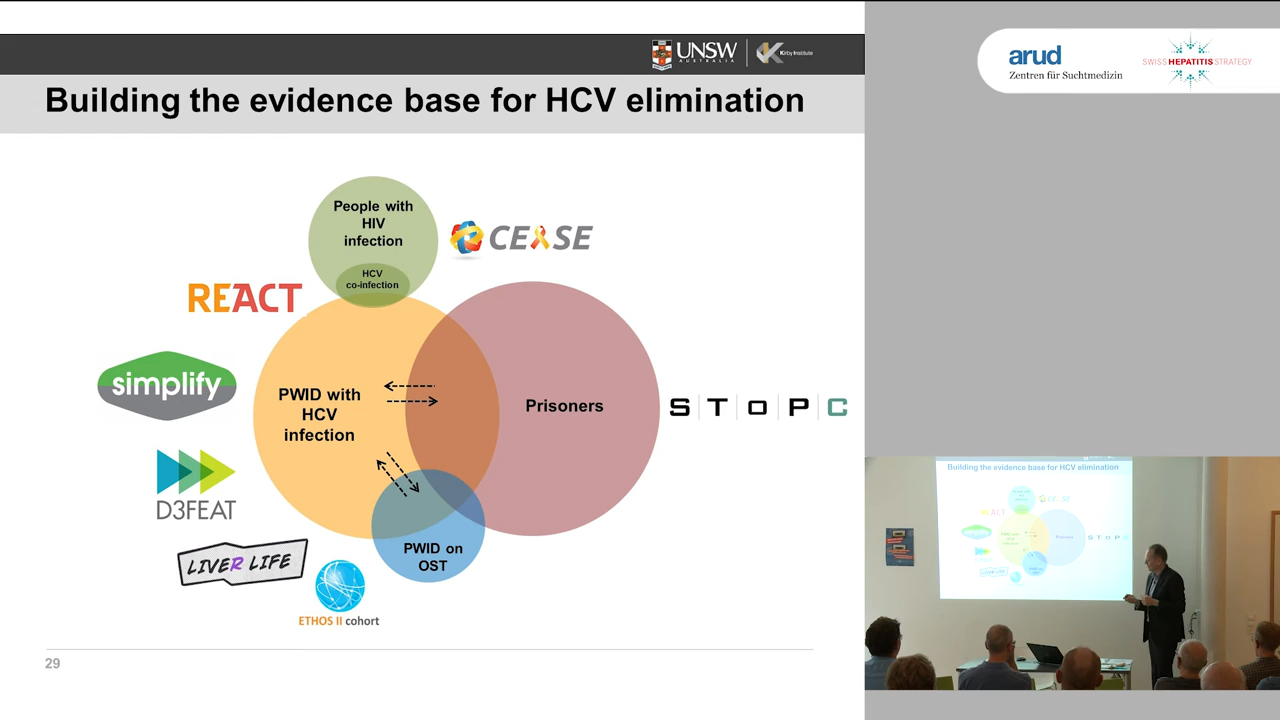 UNSW
AUSTRALIA
Kirby Institute
Building the evidence base for HCV elimination
People with
HIV
infection
HCV
co-infection
CEASE
REACT
simplify
PWID with
HCV
infection
Prisoners
STOPC
D3FEAT
LIVER LIFE
PWID on
OST
ETHOS II cohort
29
arud
Zentren für Suchtmedizin
SWISS HEPATITIS STRATEGY
Building the evidence base for HCV elimination